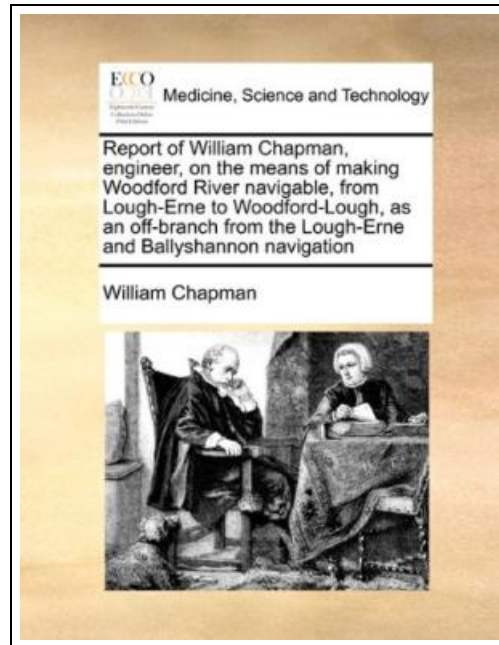 ECCO
Medicine, Science and Technology
Report of William Chapman,
engineer, on the means of making
Woodford River navigable, from
Lough-Erne to Woodford-Lough, as
an off-branch from the Lough-Erne
and Ballyshannon navigation
William Chapman